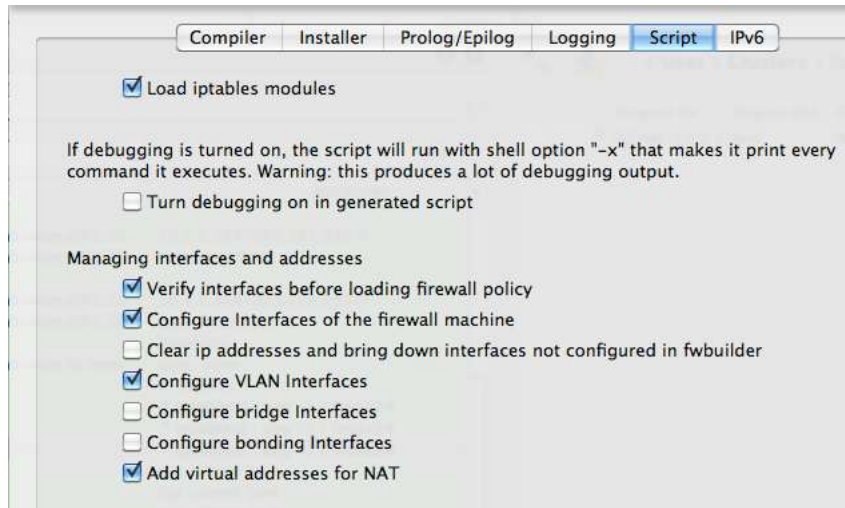 Compiler Installer Prolog/Epilog Logging Script IPv6
Load iptables modules
If debugging is turned on, the script will run with shell option "-x" that makes it print every
command it executes. Warning: this produces a lot of debugging output.
Turn debugging on in generated script
Managing interfaces and addresses
Verify interfaces before loading firewall policy
Configure Interfaces of the firewall machine
Clear ip addresses and bring down interfaces not configured in fwbuilder
Configure VLAN Interfaces
Configure bridge Interfaces
Configure bonding Interfaces
Add virtual addresses for NAT